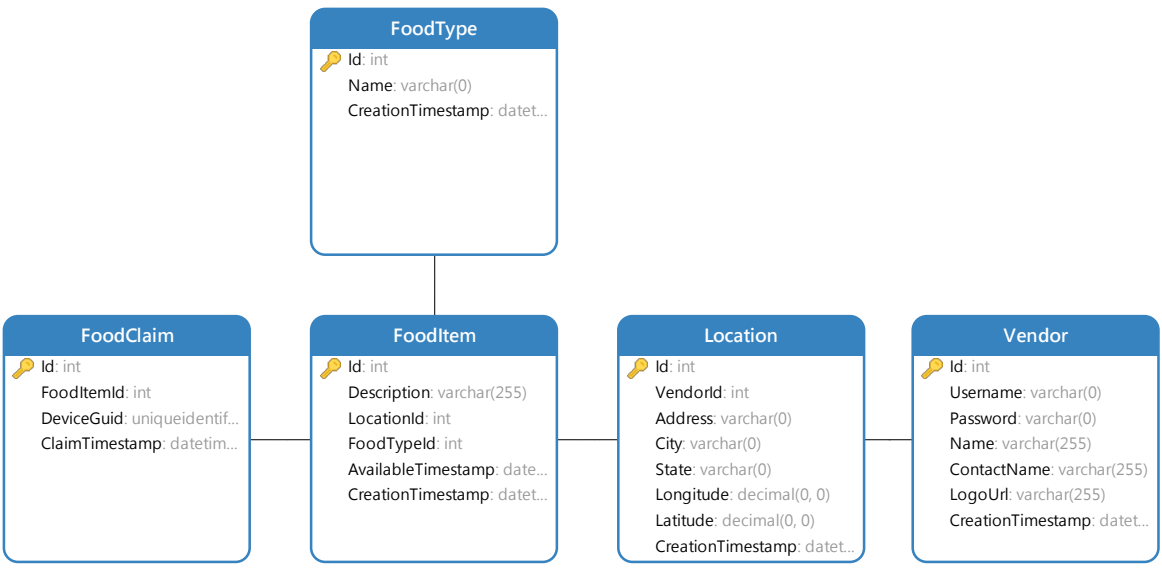 FoodType
Id: int
Name: varchar(0)
CreationTimestamp: datet...
FoodClaim
Id: int
FoodItemId: int
DeviceGuid: uniqueidentif...
ClaimTimestamp: datetim...
FoodItem
Id: int
Description: varchar(255)
LocationId: int
FoodTypeId: int
AvailableTimestamp: date...
CreationTimestamp: datet...
Location
Id: int
VendorId: int
Address: varchar(0)
City: varchar(0)
State: varchar(0)
Longitude: decimal(0, 0)
Latitude: decimal(0, 0)
CreationTimestamp: datet...
Vendor
Id: int
Username: varchar(0)
Password: varchar(0)
Name: varchar(255)
ContactName: varchar(255)
LogoUrl: varchar(255)
CreationTimestamp: datet...